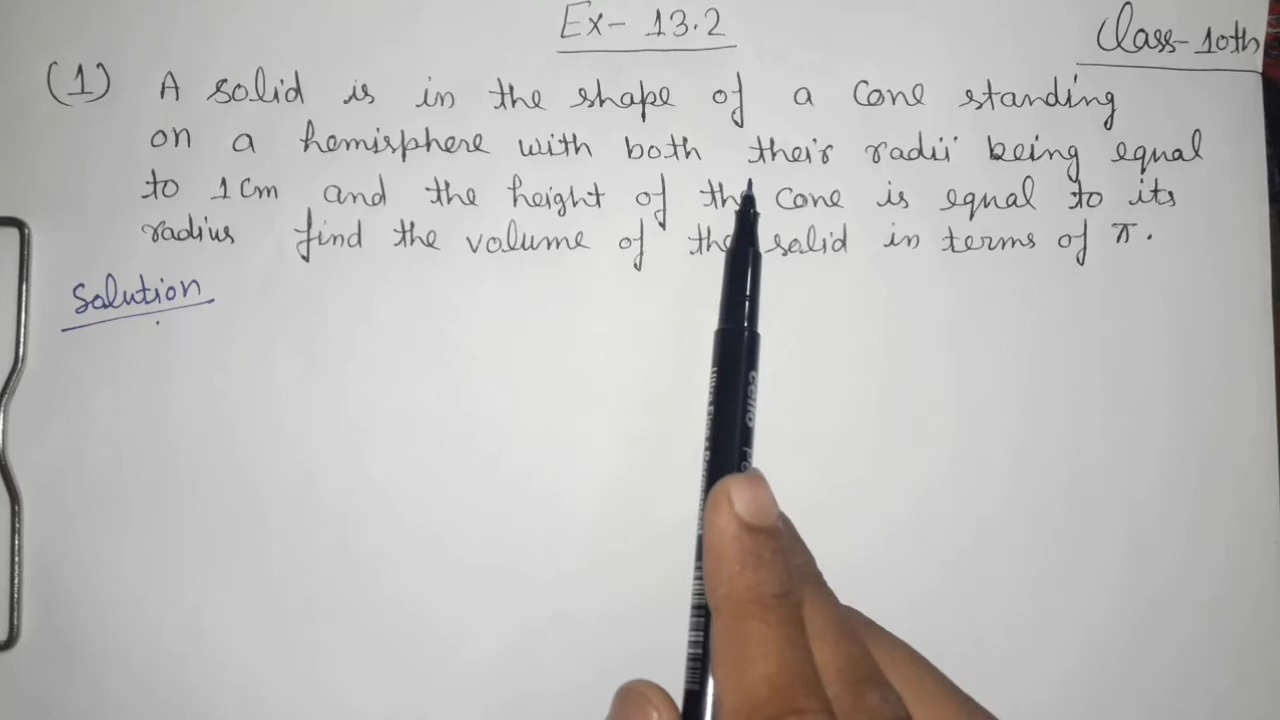 Ex- 13.2
Class- 10th
(1) A solid is in the shape of a cone standing
on a hemisphere with both their radii being equal
to 1cm and the height of the cone is equal to its
radius find the volume of the solid in terms of π.
Solution
cello